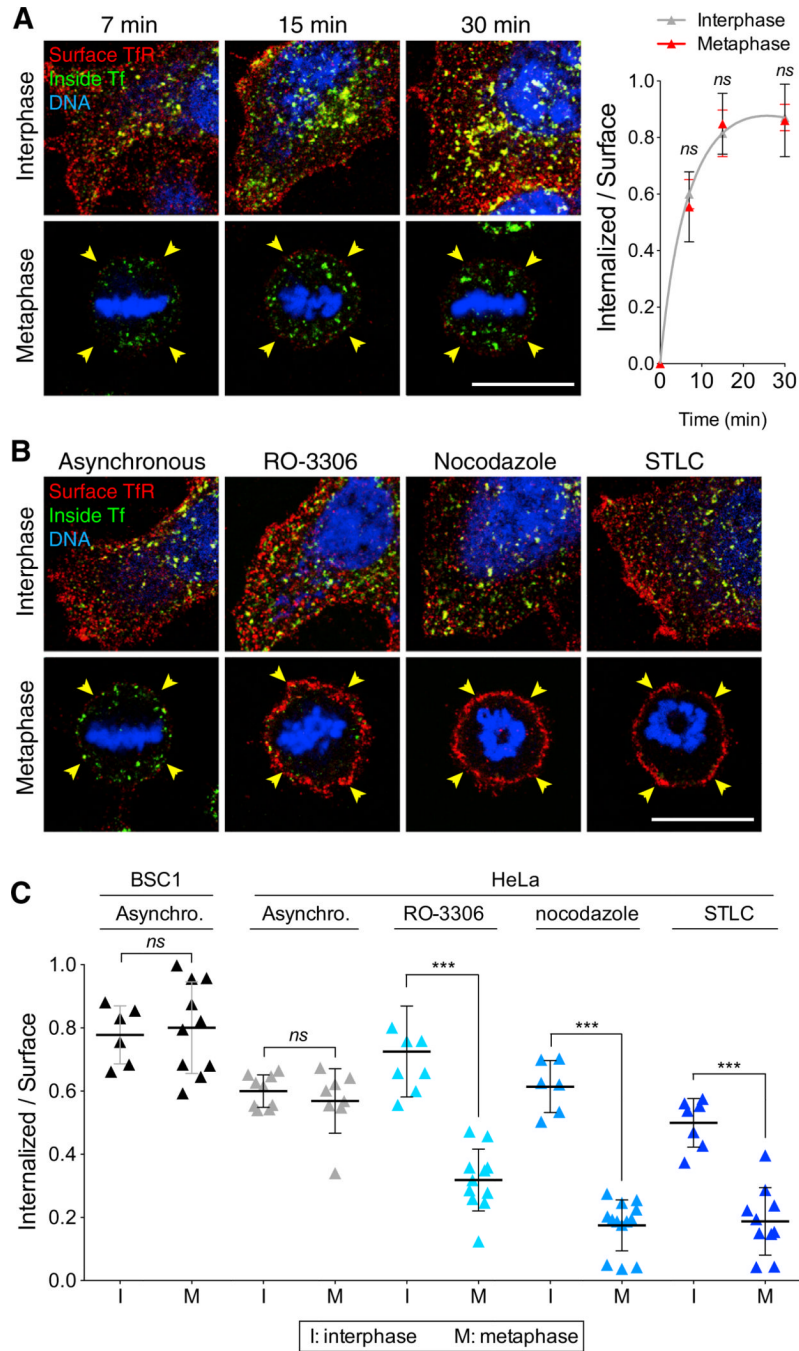 A
7 min
15 min
30 min
Interphase
Metaphase
Surface TfR
Inside Tf
DNA
Interphase
Metaphase
Internalized / Surface
1.0
0.8
0.6
0.4
0.2
0.0
ns
ns
ns
0
10
20
30
Time (min)
B
Asynchronous
RO-3306
Nocodazole
STLC
Surface TfR
Inside Tf
DNA
Interphase
Metaphase
C
BSC1
HeLa
Asynchro.
Asynchro.
RO-3306
nocodazole
STLC
ns
ns
***
***
***
Internalized / Surface
1.0
0.8
0.6
0.4
0.2
0.0
I
M
I
M
I
M
I
M
I
M
I: interphase M: metaphase